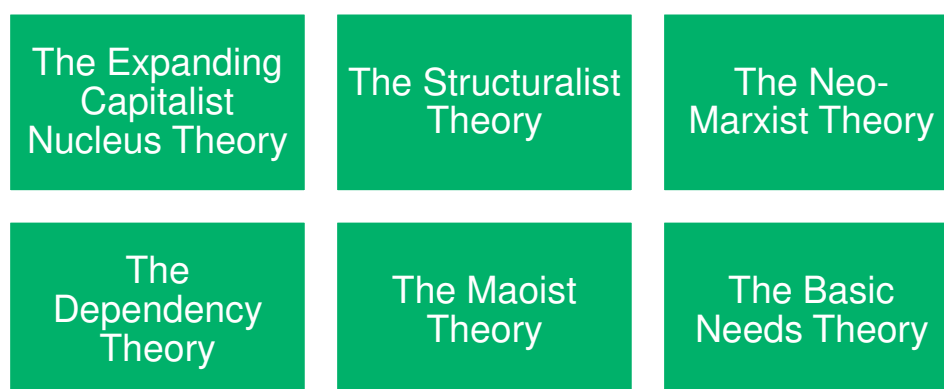 The Expanding
Capitalist
Nucleus Theory
The Structuralist
Theory
The Neo-
Marxist Theory
The
Dependency
Theory
The Maoist
Theory
The Basic
Needs Theory